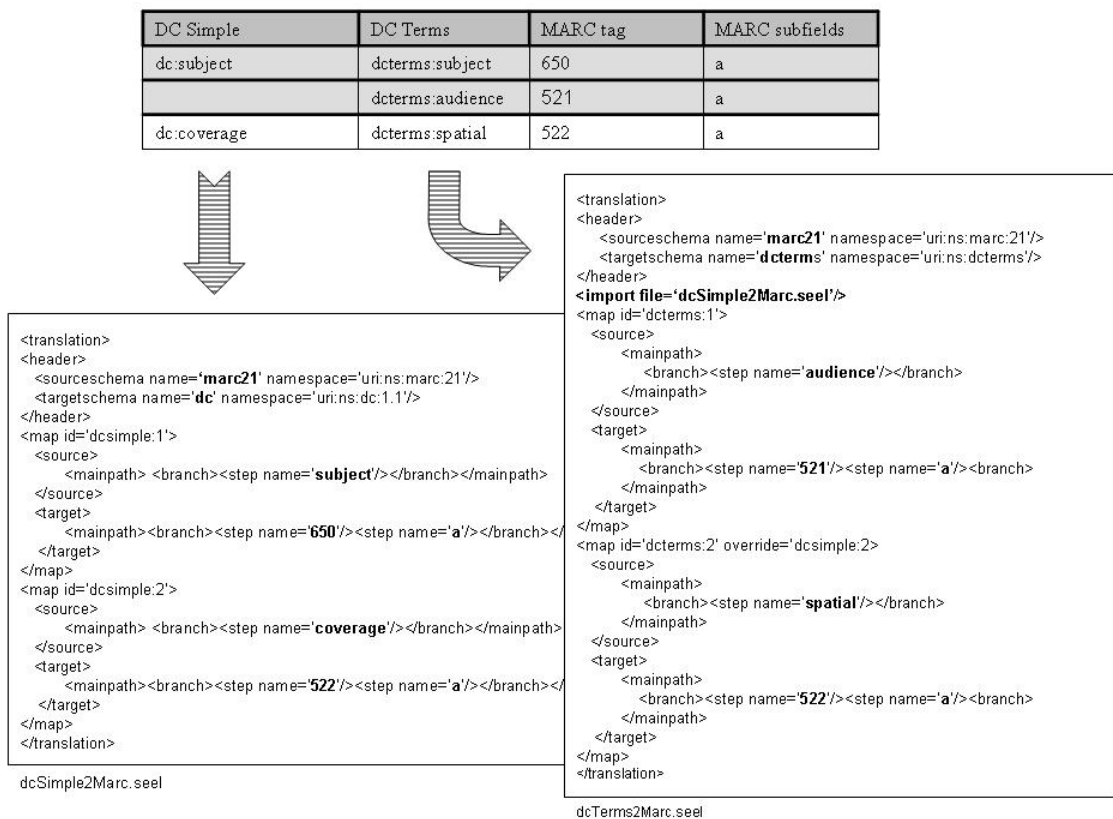 DC Simple DC Terms MARC tag MARC subfields
dc:subject dcterms:subject 650 a
dcterms:audience 521 a
dc:coverage dcterms:spatial 522 a
<translation>
<header>
<sourceschema name=‘marc21' namespace='uri:ns:marc:21'/>
<targetschema name='dc' namespace='uri:ns:dc:1.1'/>
</header>
<map id='dcsimple:1'>
<source>
<mainpath> <branch><step name='subject'/></branch></mainpath>
</source>
<target>
<mainpath><branch><step name='650'/><step name='a'/></branch></
</target>
</map>
<map id='dcsimple:2'>
<source>
<mainpath> <branch><step name='coverage'/></branch></mainpath>
</source>
<target>
<mainpath><branch><step name='522'/><step name='a'/></branch></
</target>
</map>
</translation>
dcSimple2Marc.seel
<translation>
<header>
<sourceschema name='marc21' namespace='uri:ns:marc:21'/>
<targetschema name='dcterms' namespace='uri:ns:dcterms'/>
</header>
<import file=‘dcSimple2Marc.seel’/>
<map id='dcterms:1'>
<source>
<mainpath>
<branch><step name='audience'/></branch>
</mainpath>
</source>
<target>
<mainpath>
<branch><step name='521'/><step name='a'/><branch>
</mainpath>
</target>
</map>
<map id='dcterms:2' override='dcsimple:2>
<source>
<mainpath>
<branch><step name='spatial'/></branch>
</mainpath>
</source>
<target>
<mainpath>
<branch><step name='522'/><step name='a'/><branch>
</mainpath>
</target>
</map>
</translation>
dcTerms2Marc.seel